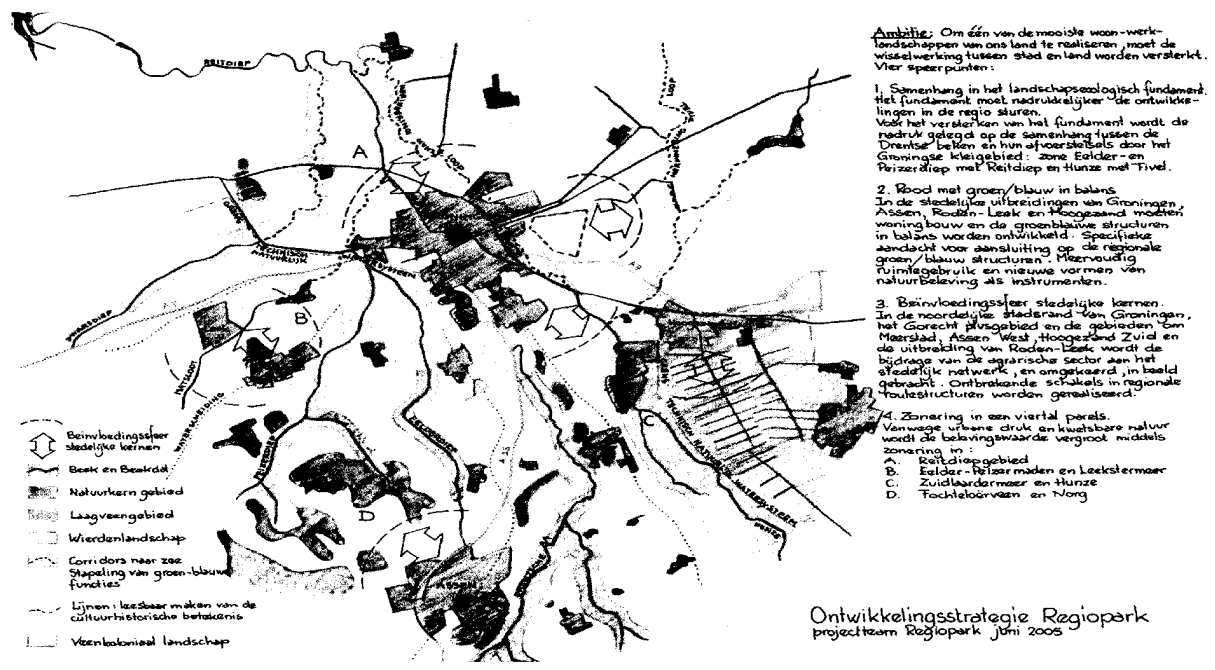 Ambitie: Om één van de mooiste woon-werk-
landschappen van ons land te realiseren, moet de
wisselwerking tussen stad en land worden versterkt.
Vier speerpunten:
1. Samenhang in het landschapsecologisch fundament.
Het fundament moet nadrukkelijker de ontwikke-
lingen in de regio sturen.
Voor het versterken van het fundament wordt de
nadruk gelegd op de samenhang tussen de
Drentse beken en hun afvoerstelsels door het
Groningse kleigebied: zone Eelder- en
Peizerdiep met Reitdiep en Hunze met Fivel.
2. Rood met groen/blauw in balans
In de stedelijke uitbreidingen van Groningen,
Assen, Roden-Leek en Hoogezand moeten
woningbouw en de groenblauwe structuren
in balans worden ontwikkeld. Specifieke
aandacht voor aansluiting op de regionale
groen/blauw structuren. Meervoudig
ruimtegebruik en nieuwe vormen van
natuurbeleving als instrumenten.
3. Beïnvloedingssfeer stedelijke kernen.
In de noordelijke stadsrand van Groningen,
het Gorecht plusgebied en de gebieden om
Meerstad, Assen West, Hoogezand Zuid en
de uitbreiding van Roden-Leek wordt de
bijdrage van de agrarische sector aan het
stedelijk netwerk, en omgekeerd, in beeld
gebracht. Ontbrekende schakels in regionale
routestructuren worden gerealiseerd.
4. Zonering in een viertal parels.
Vanwege urbane druk en kwetsbare natuur
wordt de belevingswaarde vergroot middels
zonering in:
A. Reitdiepgebied
B. Eelder-Peizermaden en Leekstermeer
C. Zuidlaardermeer en Hunze
D. Fochteloërveen en Norg
REITDIEP
A
B
C
D
ASSEN
HUNZE
Beïnvloedingssfeer
stedelijke kernen
Beek en Beekdal
Natuurkern gebied
Laagveengebied
Wierdenlandschap
Corridors naar zee
Stapeling van groen-blauwe
functies
Lijnen: leesbaar maken van de
cultuurhistorische betekenis
Veenkoloniaal landschap
Ontwikkelingsstrategie Regiopark
projectteam Regiopark juni 2005